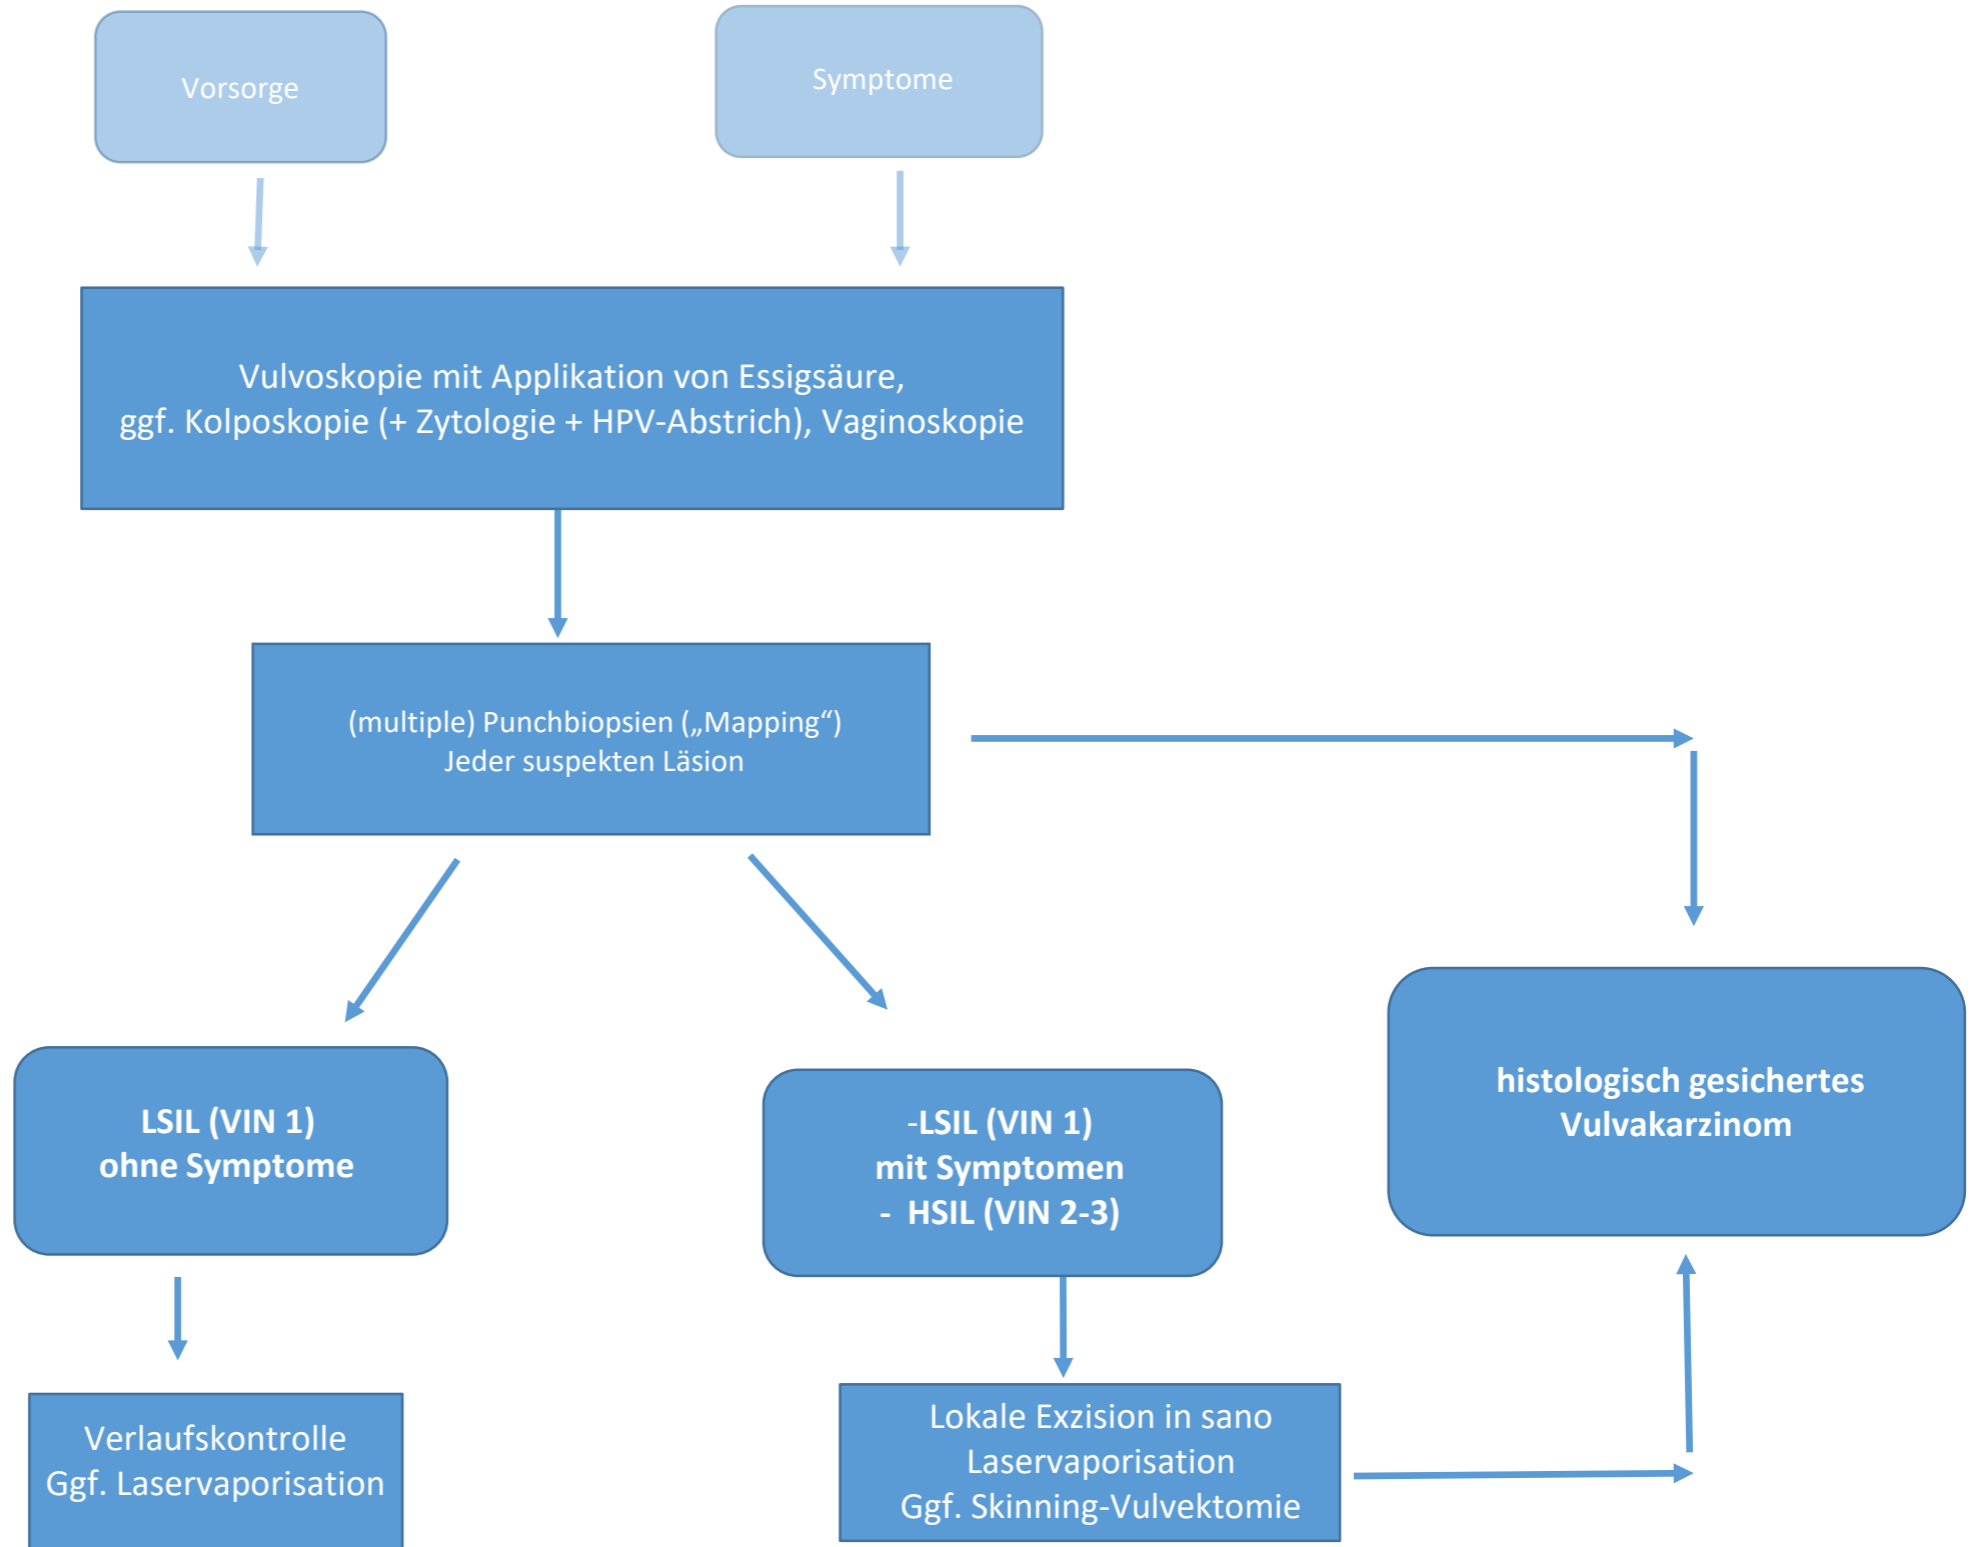 Vorsorge
Symptome
Vulvoskopie mit Applikation von Essigsäure,
ggf. Kolposkopie (+ Zytologie + HPV-Abstrich), Vaginoskopie
(multiple) Punchbiopsien („Mapping“)
Jeder suspekten Läsion
LSIL (VIN 1)
ohne Symptome
-LSIL (VIN 1)
mit Symptomen
- HSIL (VIN 2-3)
histologisch gesichertes
Vulvakarzinom
Verlaufskontrolle
Ggf. Laservaporisation
Lokale Exzision in sano
Laservaporisation
Ggf. Skinning-Vulvektomie